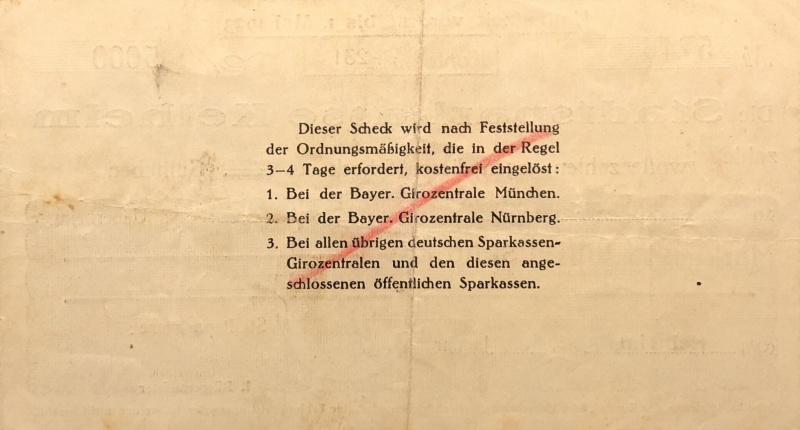 Dieser Scheck wird nach Feststellung
der Ordnungsmäßigkeit, die in der Regel
3—4 Tage erfordert, kostenfrei eingelöst:
1. Bei der Bayer. Girozentrale München.
2. Bei der Bayer. Girozentrale Nürnberg.
3. Bei allen übrigen deutschen Sparkassen-
Girozentralen und den diesen ange-
schlossenen öffentlichen Sparkassen.